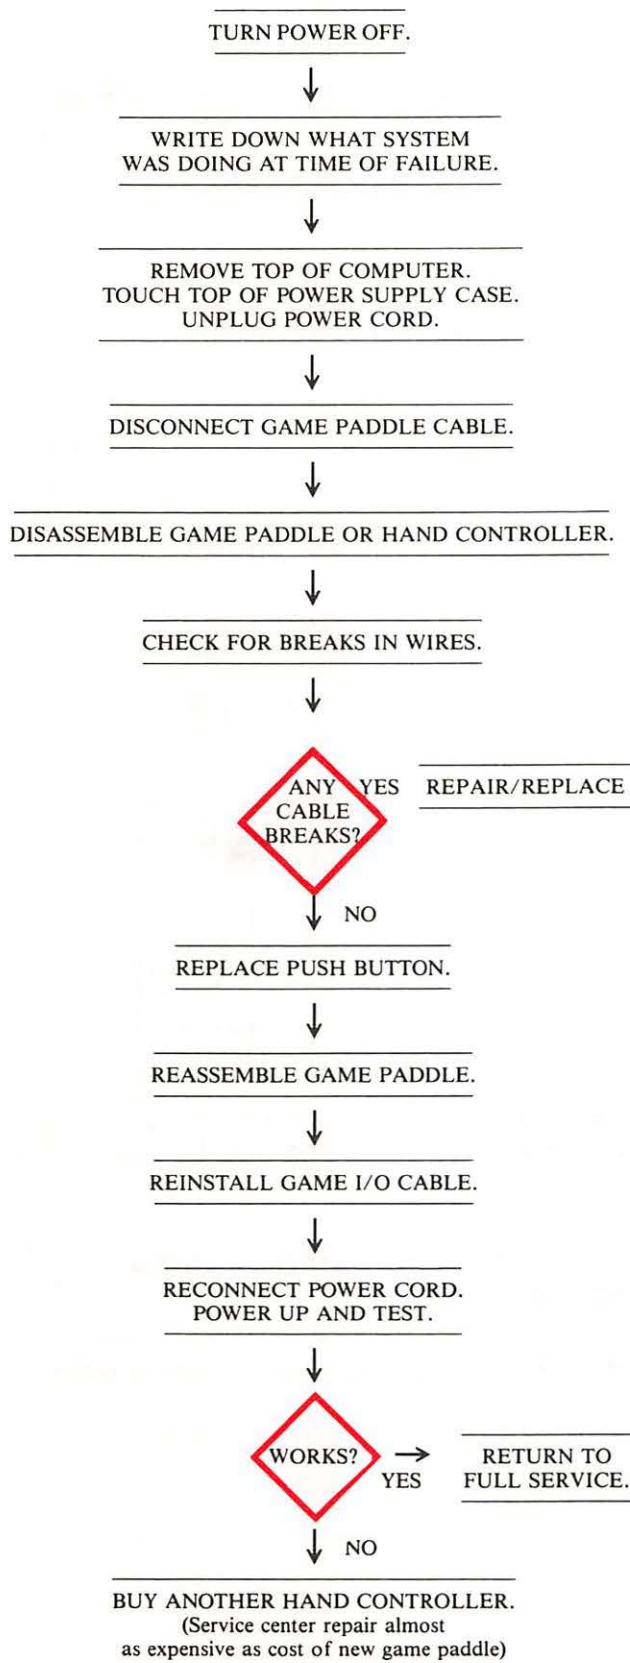 TURN POWER OFF.
WRITE DOWN WHAT SYSTEM
WAS DOING AT TIME OF FAILURE.
REMOVE TOP OF COMPUTER.
TOUCH TOP OF POWER SUPPLY CASE.
UNPLUG POWER CORD.
DISCONNECT GAME PADDLE CABLE.
DISASSEMBLE GAME PADDLE OR HAND CONTROLLER.
CHECK FOR BREAKS IN WIRES.
ANY
CABLE
BREAKS?
YES
REPAIR/REPLACE
NO
REPLACE PUSH BUTTON.
REASSEMBLE GAME PADDLE.
REINSTALL GAME I/O CABLE.
RECONNECT POWER CORD.
POWER UP AND TEST.
WORKS?
YES
RETURN TO
FULL SERVICE.
NO
BUY ANOTHER HAND CONTROLLER.
(Service center repair almost
as expensive as cost of new game paddle)